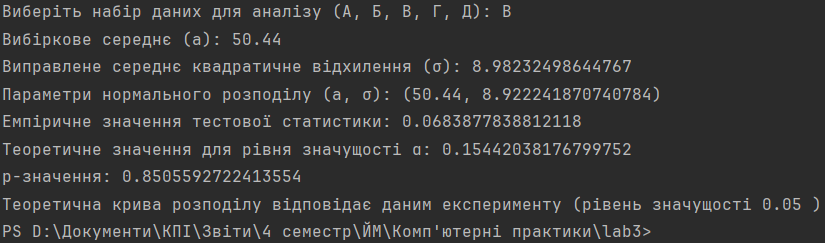 Виберіть набір даних для аналізу (А, Б, В, Г, Д): В
Вибіркове середнє (a): 50.44
Виправлене середнє квадратичне відхилення (σ): 8.98232498644767
Параметри нормального розподілу (a, σ): (50.44, 8.922241870740784)
Емпіричне значення тестової статистики: 0.0683877838812118
Теоретичне значення для рівня значущості α: 0.15442038176799752
p-значення: 0.8505592722413554
Теоретична крива розподілу відповідає даним експерименту (рівень значущості 0.05 )
PS D:\Документи\КПІ\Звіти\4 семестр\ЙМ\Комп'ютерні практики\lab3>